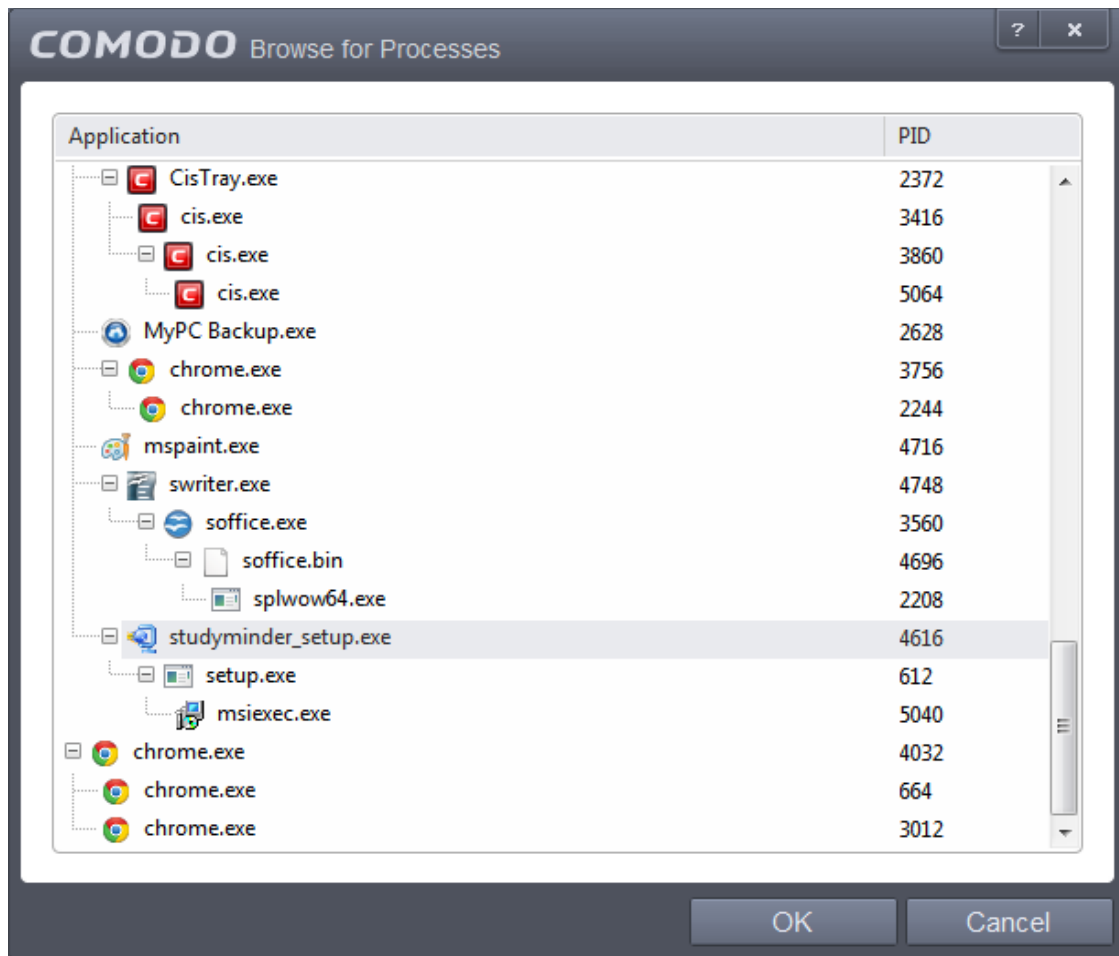 COMODO Browse for Processes ? x
Application PID
CisTray.exe 2372
cis.exe 3416
cis.exe 3860
cis.exe 5064
MyPC Backup.exe 2628
chrome.exe 3756
chrome.exe 2244
mspaint.exe 4716
swriter.exe 4748
soffice.exe 3560
soffice.bin 4696
splwow64.exe 2208
studyminder_setup.exe 4616
setup.exe 612
msiexec.exe 5040
chrome.exe 4032
chrome.exe 664
chrome.exe 3012
OK Cancel